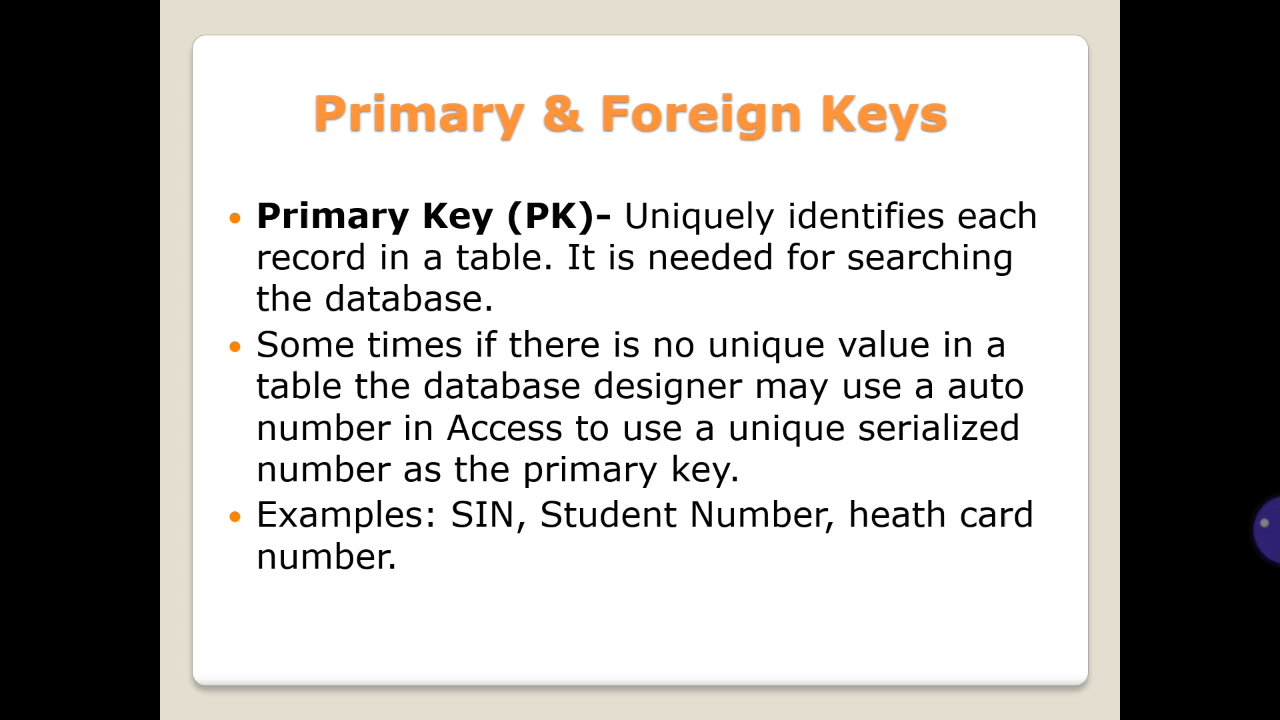 Primary & Foreign Keys
• Primary Key (PK)- Uniquely identifies each
record in a table. It is needed for searching
the database.
• Some times if there is no unique value in a
table the database designer may use a auto
number in Access to use a unique serialized
number as the primary key.
• Examples: SIN, Student Number, heath card
number.